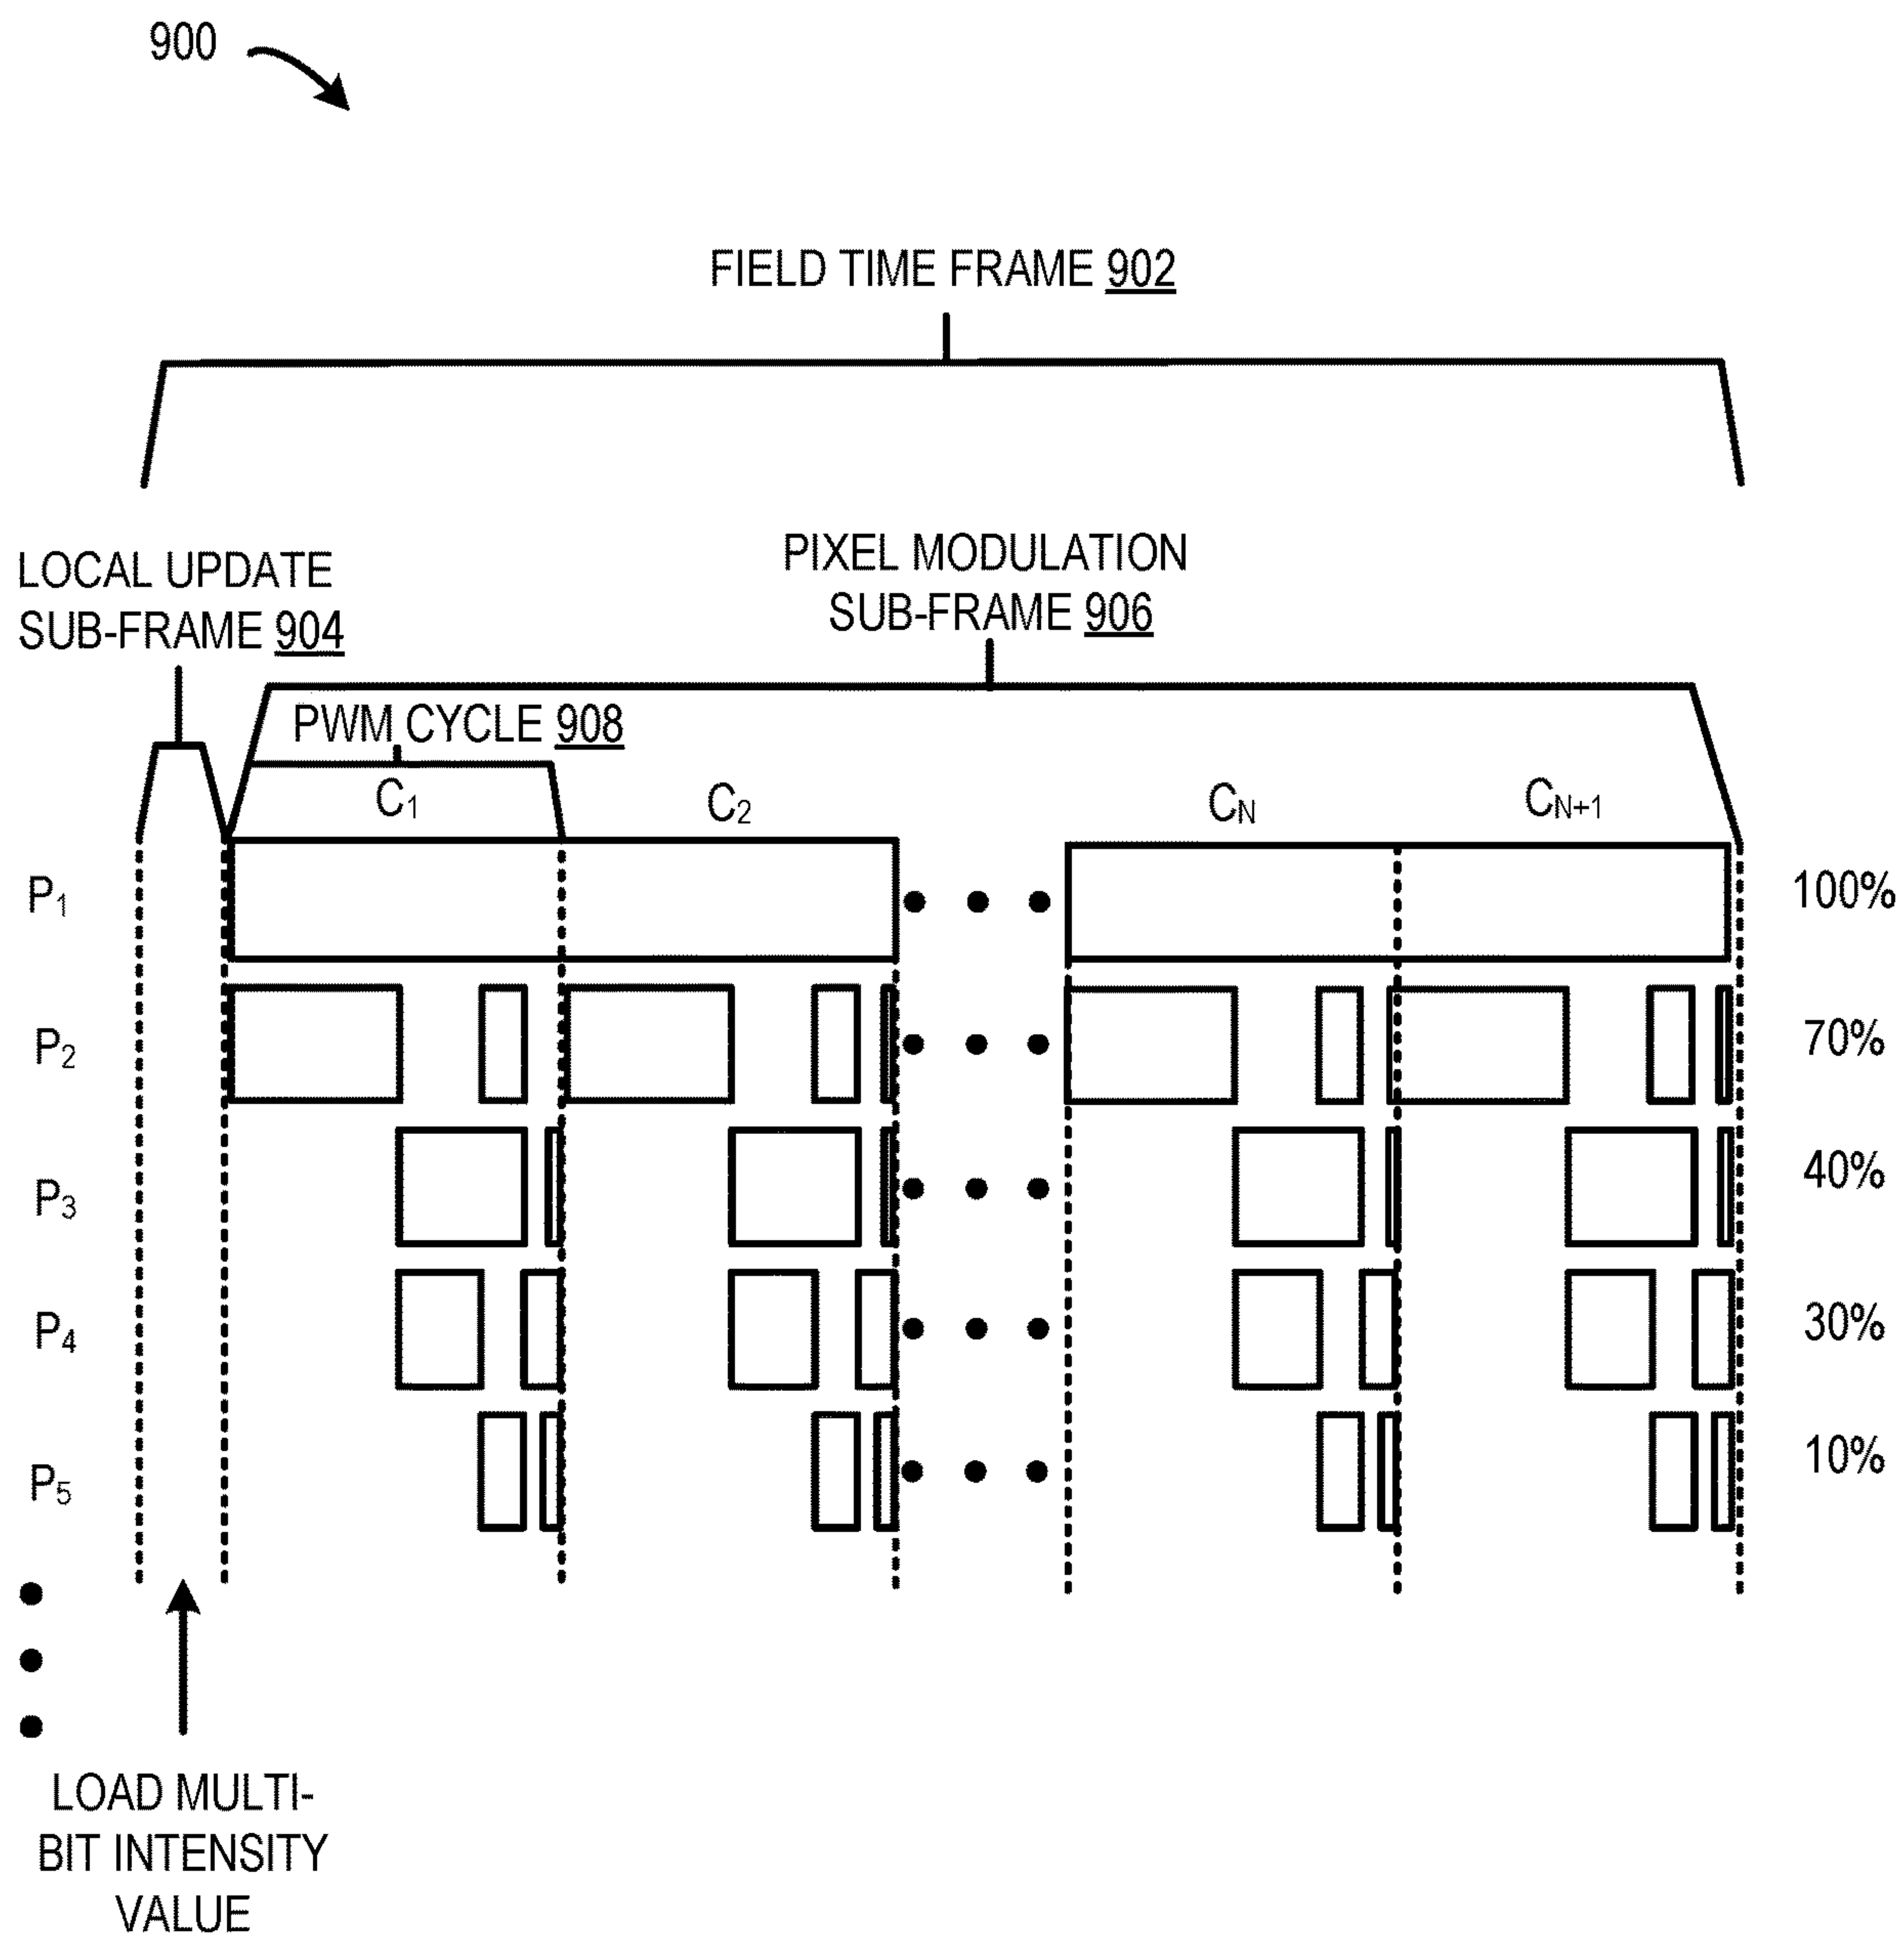 900
FIELD TIME FRAME 902
LOCAL UPDATE
SUB-FRAME 904
PIXEL MODULATION
SUB-FRAME 906
PWM CYCLE 908
C1
C2
CN
CN+1
P1
100%
P2
70%
P3
40%
P4
30%
P5
10%
LOAD MULTI-
BIT INTENSITY
VALUE